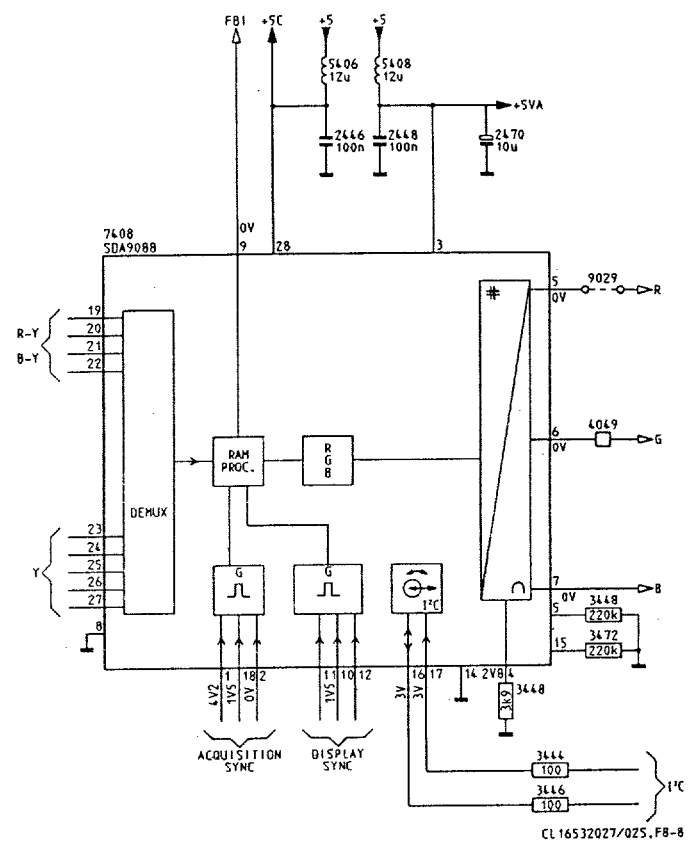 FBI
+5C
+5
+5
5406
12u
5408
12u
+5VA
2446
100n
2448
100n
2470
10u
0V
7408
SDA9088
9
28
3
19
20
21
22
R-Y
B-Y
5
0V
9029
R
#
RAM
PROC.
R
G
B
6
0V
4049
G
DEMUX
23
24
25
26
27
Y
G
G
I²C
7
0V
B
5
3448
220k
8
15
3472
220k
1
18
2
11
10
12
16
17
14
2V8
4
4V2
1V5
0V
1V5
3V
3V
3k9
3448
ACQUISITION
SYNC
DISPLAY
SYNC
3444
100
3446
100
I²C
CL16532027/02S.F8-8